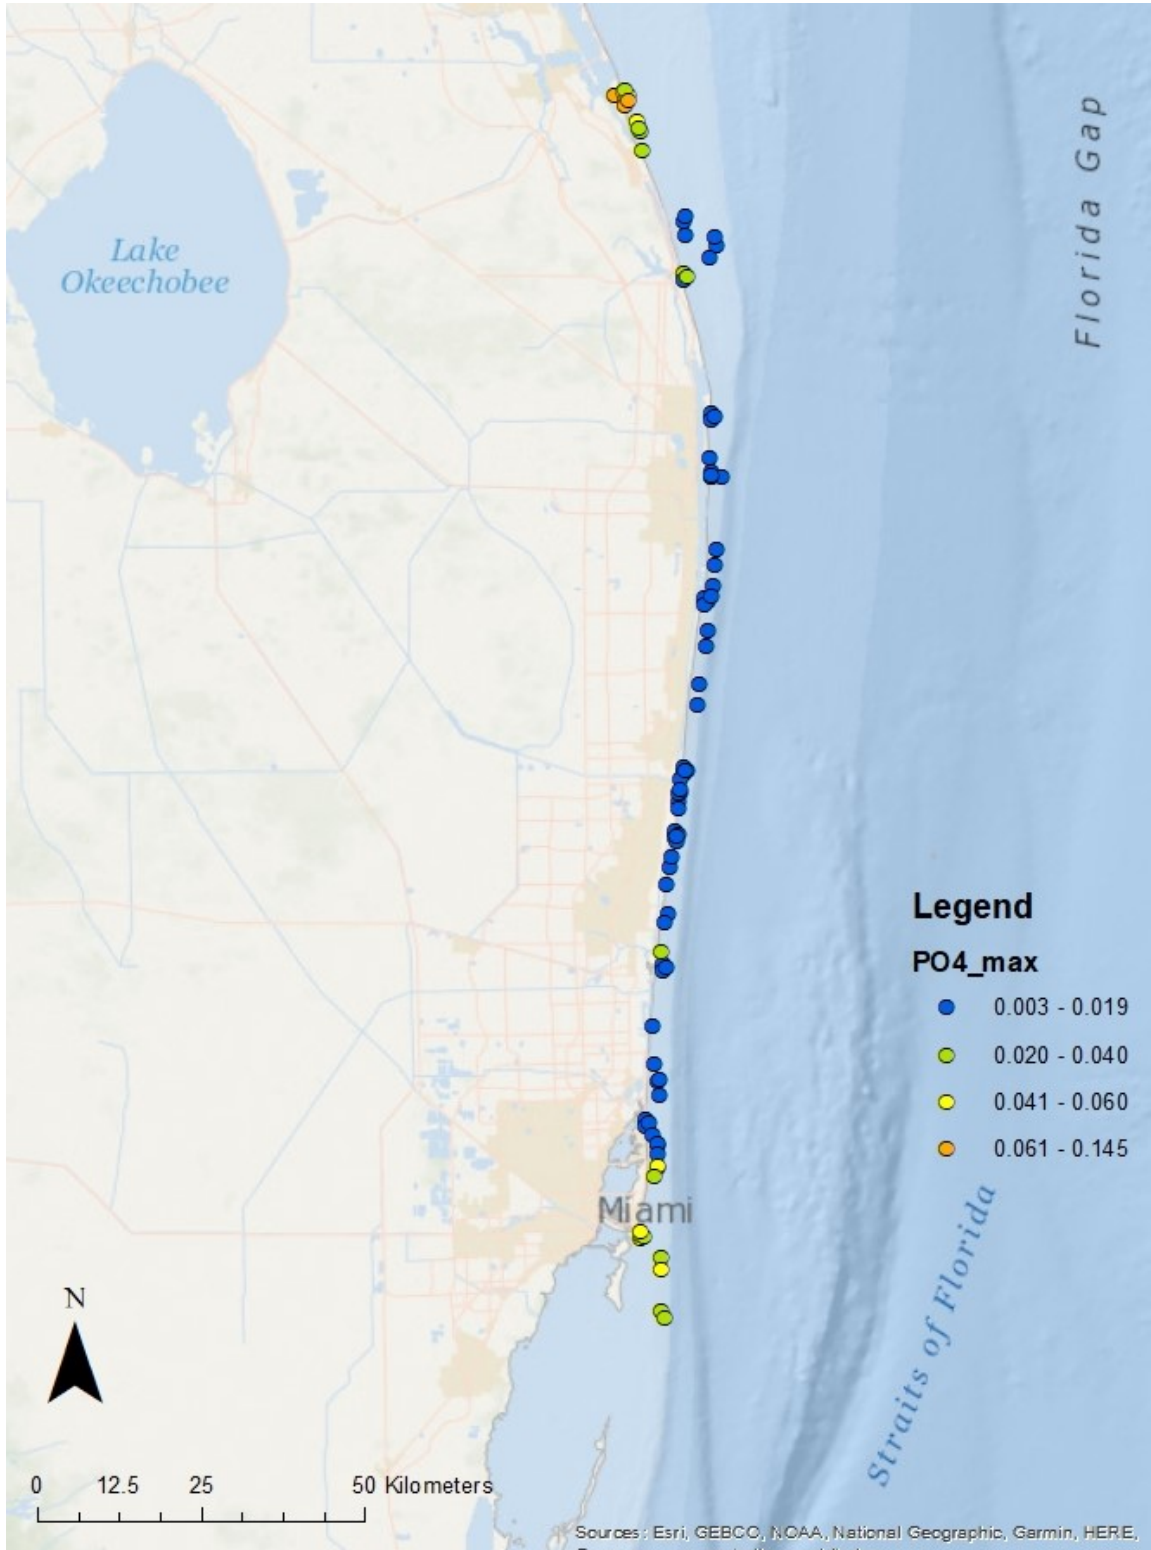 Florida Gap
Lake
Okeechobee
Legend
PO4_max
0.003 - 0.019
0.020 - 0.040
0.041 - 0.060
0.061 - 0.145
Miami
Straits of Florida
N
0 12.5 25 50 Kilometers
Sources: Esri, GEBCO, NOAA, National Geographic, Garmin, HERE,